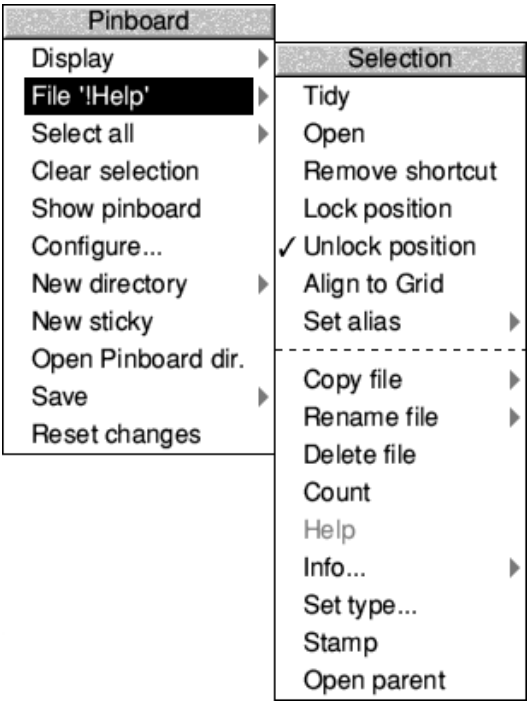 Pinboard
Display
File '!Help'
Select all
Clear selection
Show pinboard
Configure...
New directory
New sticky
Open Pinboard dir.
Save
Reset changes
Selection
Tidy
Open
Remove shortcut
Lock position
✓ Unlock position
Align to Grid
Set alias
Copy file
Rename file
Delete file
Count
Help
Info...
Set type...
Stamp
Open parent